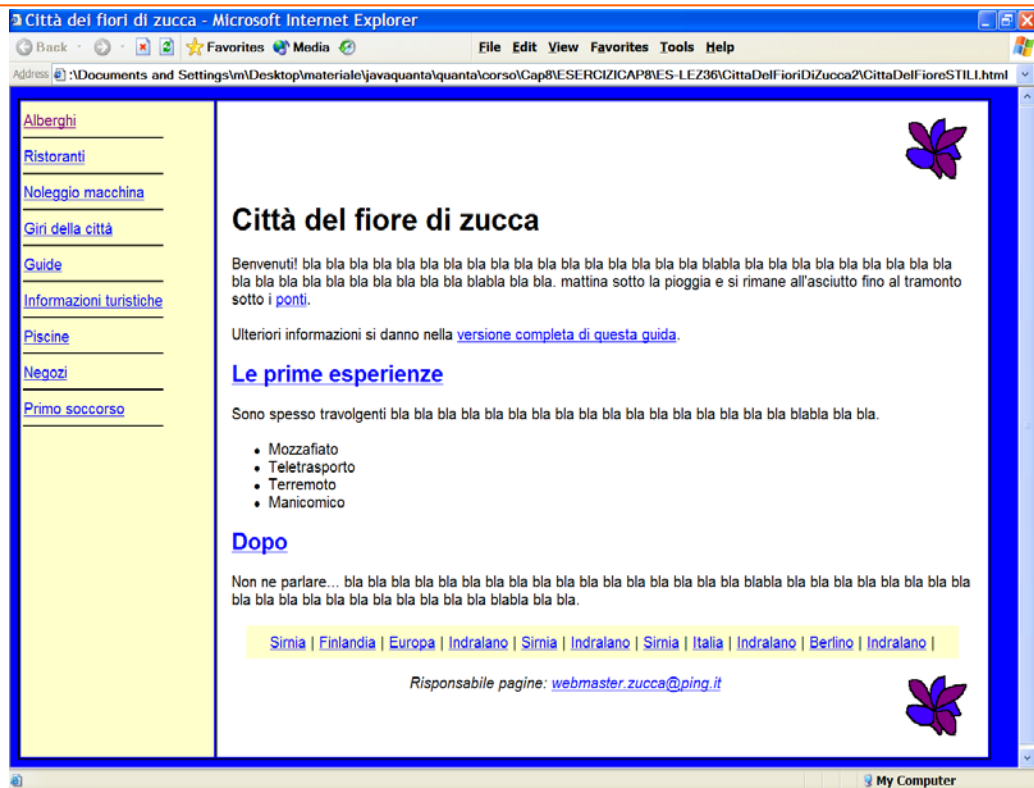 Città dei fiori di zucca - Microsoft Internet Explorer
Back Favorites Media File Edit View Favorites Tools Help
Address :\Documents and Settings\m\Desktop\materiale\javaquanta\quanta\corso\Cap8\ESERCIZICAP8\ES-LEZ36\CittaDelFioriDiZucca2\CittaDelFioreSTILI.html
Alberghi
Ristoranti
Noleggio macchina
Giri della città
Guide
Informazioni turistiche
Piscine
Negozi
Primo soccorso
Città del fiore di zucca
Benvenuti! bla bla bla bla bla bla bla bla bla bla bla bla bla bla bla bla blabla bla bla bla bla bla bla bla bla bla
bla bla bla bla bla bla bla bla bla bla blabla bla bla. mattina sotto la pioggia e si rimane all'asciutto fino al tramonto
sotto i ponti.
Ulteriori informazioni si danno nella versione completa di questa guida.
Le prime esperienze
Sono spesso travolgenti bla bla bla bla bla bla bla bla bla bla bla bla bla bla bla bla bla blabla bla bla.
• Mozzafiato
• Teletrasporto
• Terremoto
• Manicomico
Dopo
Non ne parlare... bla bla bla bla bla bla bla bla bla bla bla bla bla bla bla bla bla blabla bla bla bla bla bla bla bla bla
bla bla bla bla bla bla bla bla bla bla bla blabla bla bla.
Sirnia | Finlandia | Europa | Indralano | Sirnia | Indralano | Sirnia | Italia | Indralano | Berlino | Indralano |
Risponsabile pagine: webmaster.zucca@ping.it
My Computer